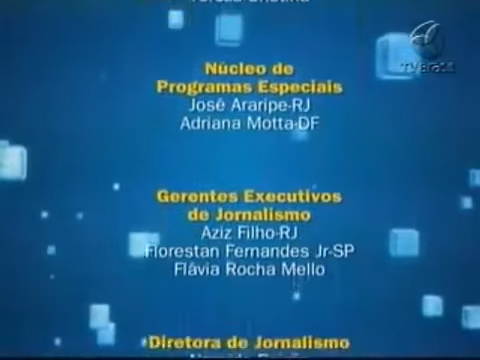 TVBrasil
Núcleo de
Programas Especiais
José Araripe-RJ
Adriana Motta-DF
Gerentes Executivos
de Jornalismo
Aziz Filho-RJ
Florestan Fernandes Jr-SP
Flávia Rocha Mello
Diretora de Jornalismo